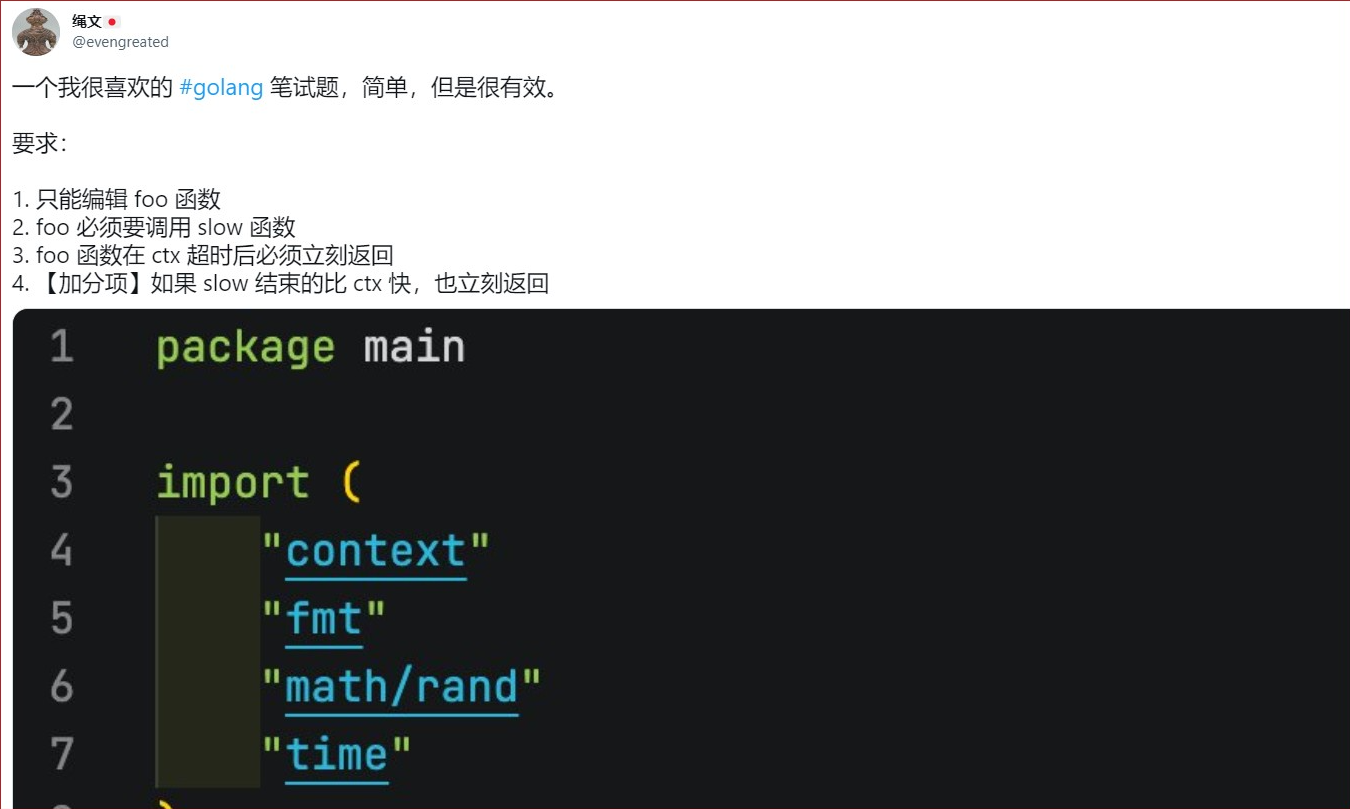 绳文
@evengreated
一个我很喜欢的 #golang 笔试题，简单，但是很有效。
要求：
1. 只能编辑 foo 函数
2. foo 必须要调用 slow 函数
3. foo 函数在 ctx 超时后必须立刻返回
4. 【加分项】如果 slow 结束的比 ctx 快，也立刻返回
1 package main
2
3 import (
4 "context"
5 "fmt"
6 "math/rand"
7 "time"